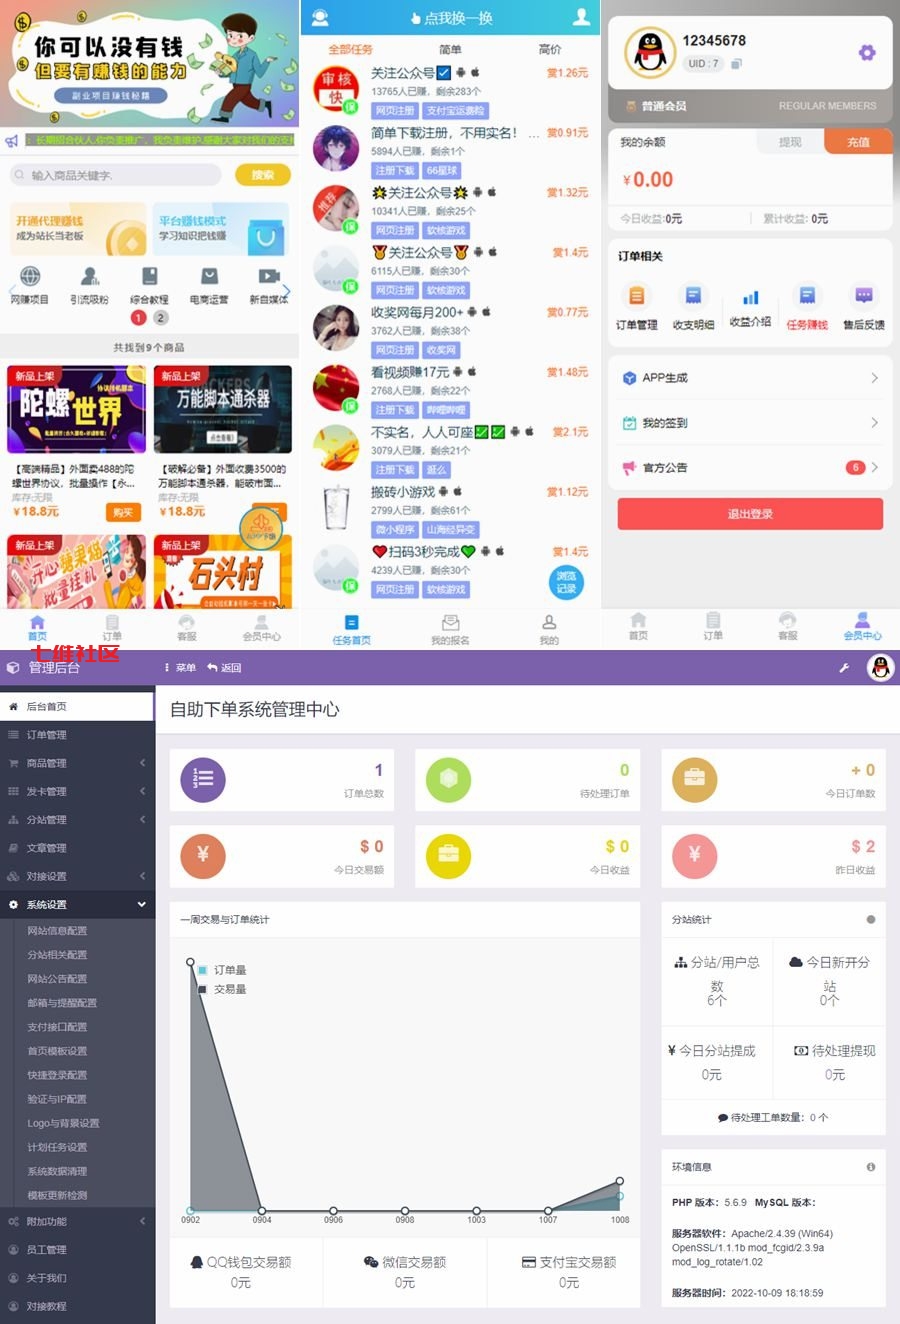 你可以没有钱
但要有赚钱的能力
副业项目赚钱秘籍
：长期招合伙人,你负责推广，我负责维护,感谢大家对我们的支
输入商品关键字.
搜索
开通代理赚钱
成为站长当老板
平台赚钱模式
学习知识把钱赚
网赚项目
引流吸粉
综合教程
电商运营
新自媒体
1
2
共找到9个商品
新品上架
陀螺世界
新品上架
万能脚本通杀器
点击查看
【高端精品】外面卖488的陀
螺世界协议，批量操作【永...
库存:无限
￥18.8元
购买
【破解必备】外面收费3500的
万能脚本通杀器，能破市面...
库存:无限
￥18.8元
新品上架
开心糖果消
批量挂机
新品上架
石头村
首页
订单
客服
会员中心
点我换一换
全部任务
简单
高价
审核
快
保
关注公众号
赏1.26元
13765人已赚，剩余283个
网页注册
支付宝运费险
简单下载注册，不用实名！ ...
赏0.91元
5894人已赚，剩余1个
注册下载
66星球
推荐
保
关注公众号
赏1.32元
10341人已赚，剩余25个
网页注册
软核游戏
保
关注公众号
赏1.4元
6115人已赚，剩余30个
网页注册
软核游戏
收奖网每月200+
赏0.77元
3762人已赚，剩余38个
网页注册
收奖网
保
看视频赚17元
赏1.48元
2768人已赚，剩余22个
注册下载
哔哩哔哩
不实名，人人可座
赏2.1元
3079人已赚，剩余21个
注册下载
逛么
搬砖小游戏
赏1.12元
2799人已赚，剩余61个
微小程序
山海经异变
保
扫码3秒完成
赏1.4元
4239人已赚，剩余30个
网页注册
软核游戏
浏览
记录
任务首页
我的报名
我的
12345678
UID : 7
普通会员
REGULAR MEMBERS
我的余额
提现
充值
￥0.00
今日收益:0元
累计收益: 0元
订单相关
订单管理
收支明细
收益介绍
任务赚钱
售后反馈
APP生成
我的签到
官方公告
6
退出登录
首页
订单
客服
会员中心
七维社区
管理后台
菜单
返回
后台首页
订单管理
商品管理
发卡管理
分站管理
文章管理
对接设置
系统设置
网站信息配置
分站相关配置
网站公告配置
邮箱与提醒配置
支付接口配置
首页模板设置
快捷登录配置
验证与IP配置
Logo与背景设置
计划任务设置
系统数据清理
模板更新检测
附加功能
员工管理
关于我们
对接教程
自助下单系统管理中心
1
订单总数
0
待处理订单
+ 0
今日订单数
$ 0
今日交易额
$ 0
今日收益
$ 2
昨日收益
一周交易与订单统计
订单量
交易量
0902
0904
0906
0908
1003
1007
1008
QQ钱包交易额
0元
微信交易额
0元
支付宝交易额
0元
分站统计
分站/用户总
数
6个
今日新开分
站
0个
¥ 今日分站提成
0元
待处理提现
0元
待处理工单数量：0 个
环境信息
PHP 版本：5.6.9 MySQL 版本：
服务器软件：Apache/2.4.39 (Win64)
OpenSSL/1.1.1b mod_fcgid/2.3.9a
mod_log_rotate/1.02
服务器时间：2022-10-09 18:18:59